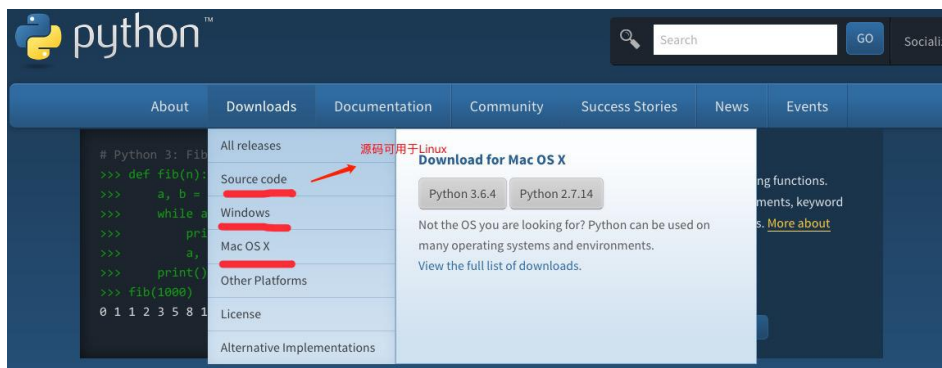 python™
Search
GO
Sociali
About Downloads Documentation Community Success Stories News Events
All releases
Source code
Windows
Mac OS X
Other Platforms
License
Alternative Implementations
源码可用于Linux
Download for Mac OS X
Python 3.6.4 Python 2.7.14
Not the OS you are looking for? Python can be used on
many operating systems and environments.
View the full list of downloads.
# Python 3: Fib
>>> def fib(n):
>>> a, b =
>>> while a
>>> pri
>>> a,
>>> print()
>>> fib(1000)
0 1 1 2 3 5 8 1
ng functions.
ments, keyword
s. More about